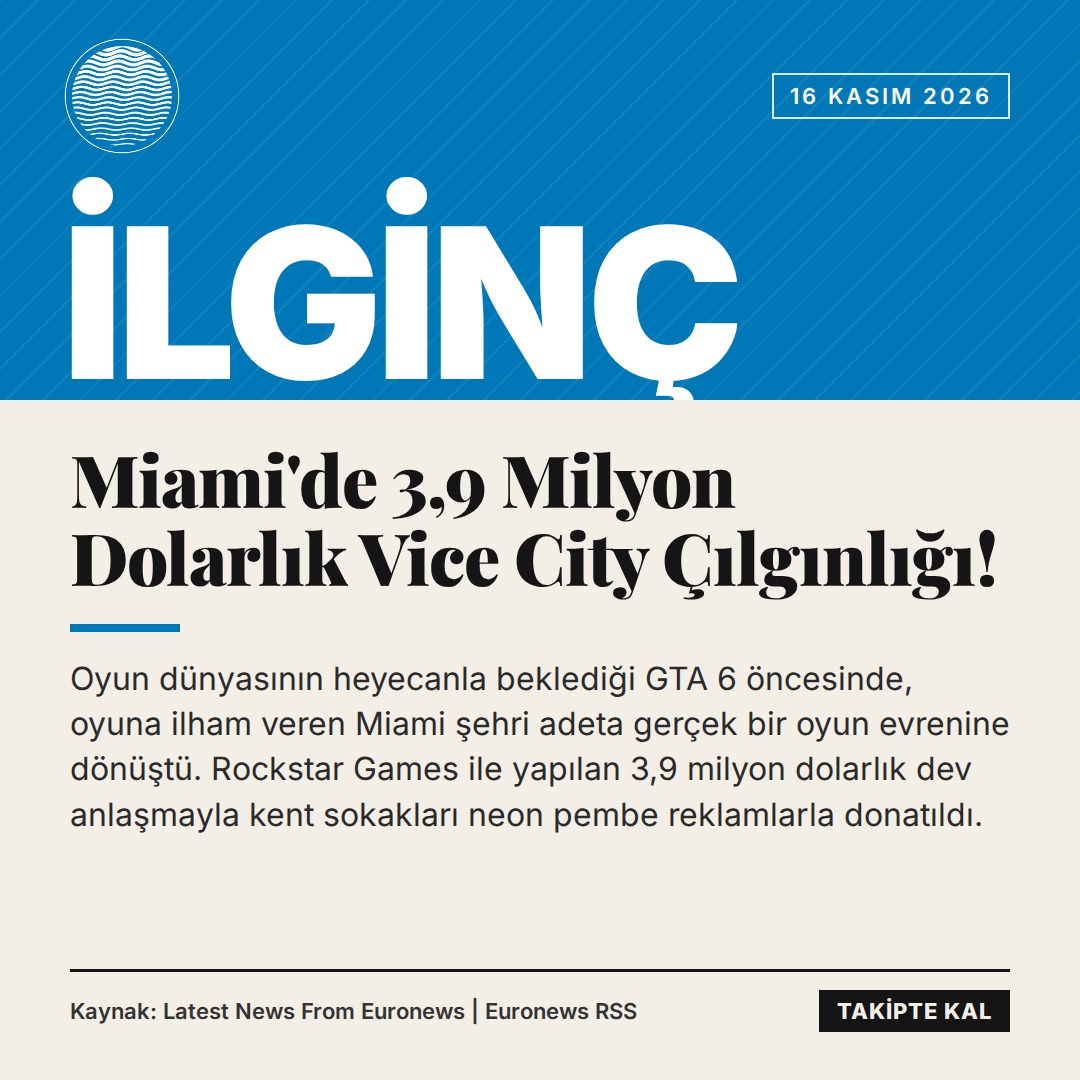 16 KASIM 2026
İLGİNÇ
Miami'de 3,9 Milyon
Dolarlık Vice City Çılgınlığı!
Oyun dünyasının heyecanla beklediği GTA 6 öncesinde,
oyuna ilham veren Miami şehri adeta gerçek bir oyun evrenine
dönüştü. Rockstar Games ile yapılan 3,9 milyon dolarlık dev
anlaşmayla kent sokakları neon pembe reklamlarla donatıldı.
Kaynak: Latest News From Euronews | Euronews RSS
TAKİPTE KAL